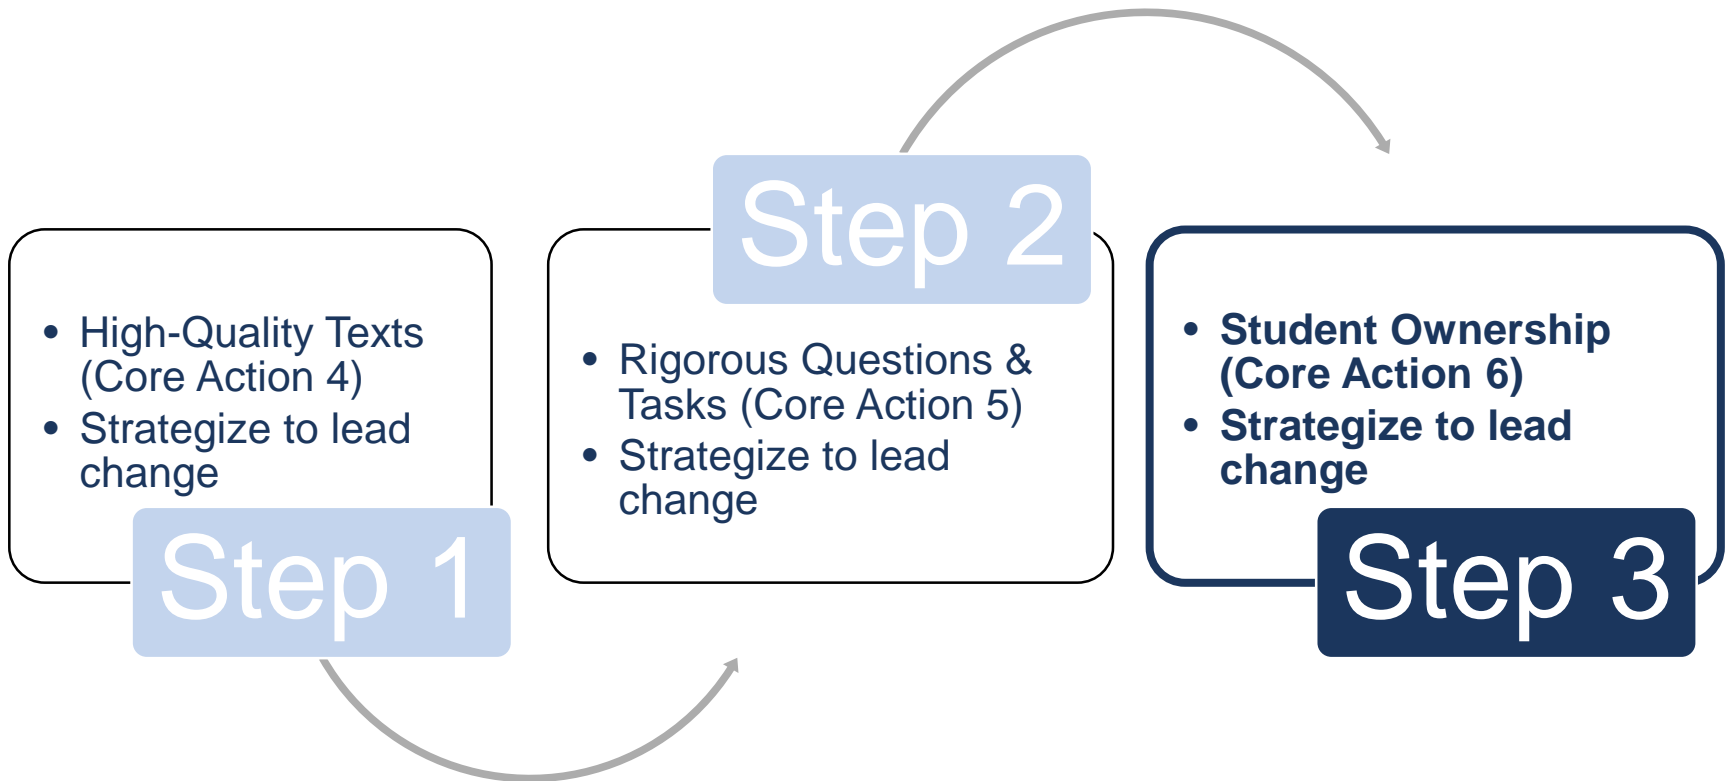 • High-Quality Texts
(Core Action 4)
• Strategize to lead
change
Step 1
Step 2
• Rigorous Questions &
Tasks (Core Action 5)
• Strategize to lead
change
• Student Ownership
(Core Action 6)
• Strategize to lead
change
Step 3